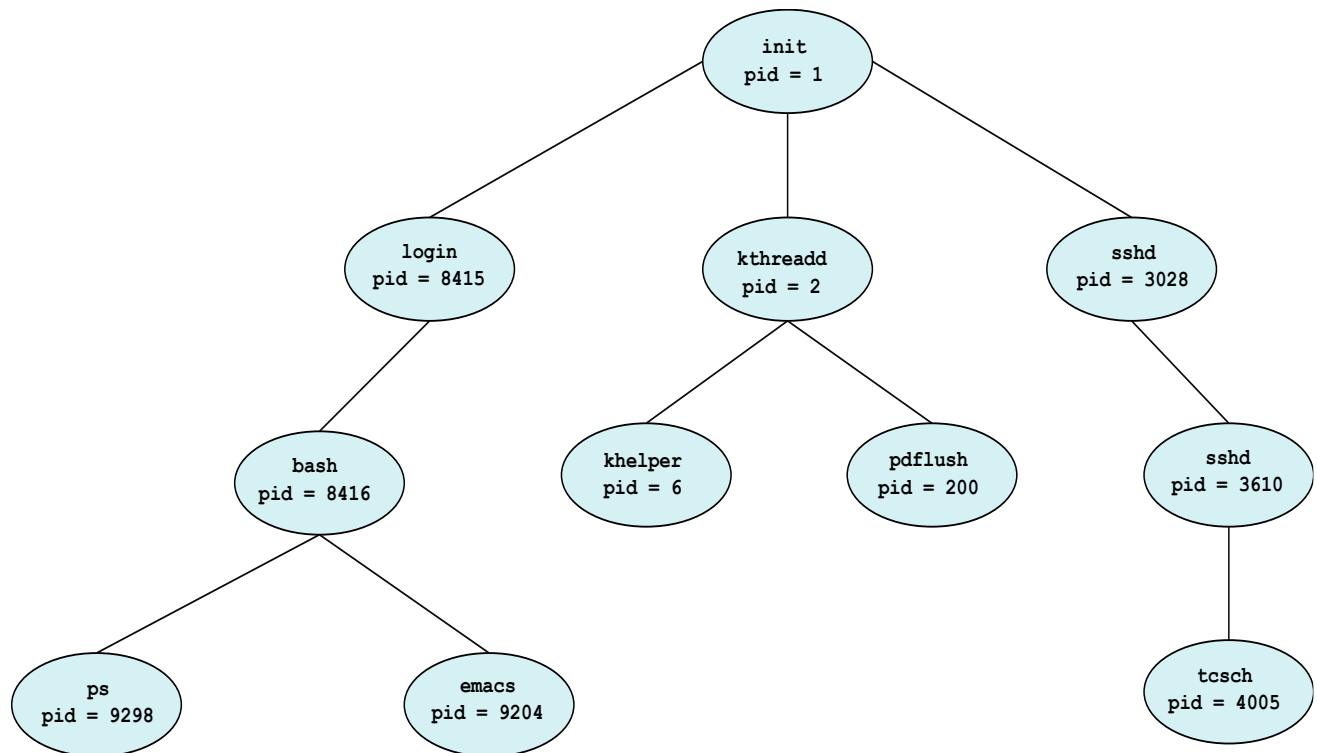 init
pid = 1
login
pid = 8415
kthreadd
pid = 2
sshd
pid = 3028
bash
pid = 8416
khelper
pid = 6
pdflush
pid = 200
sshd
pid = 3610
ps
pid = 9298
emacs
pid = 9204
tcsch
pid = 4005